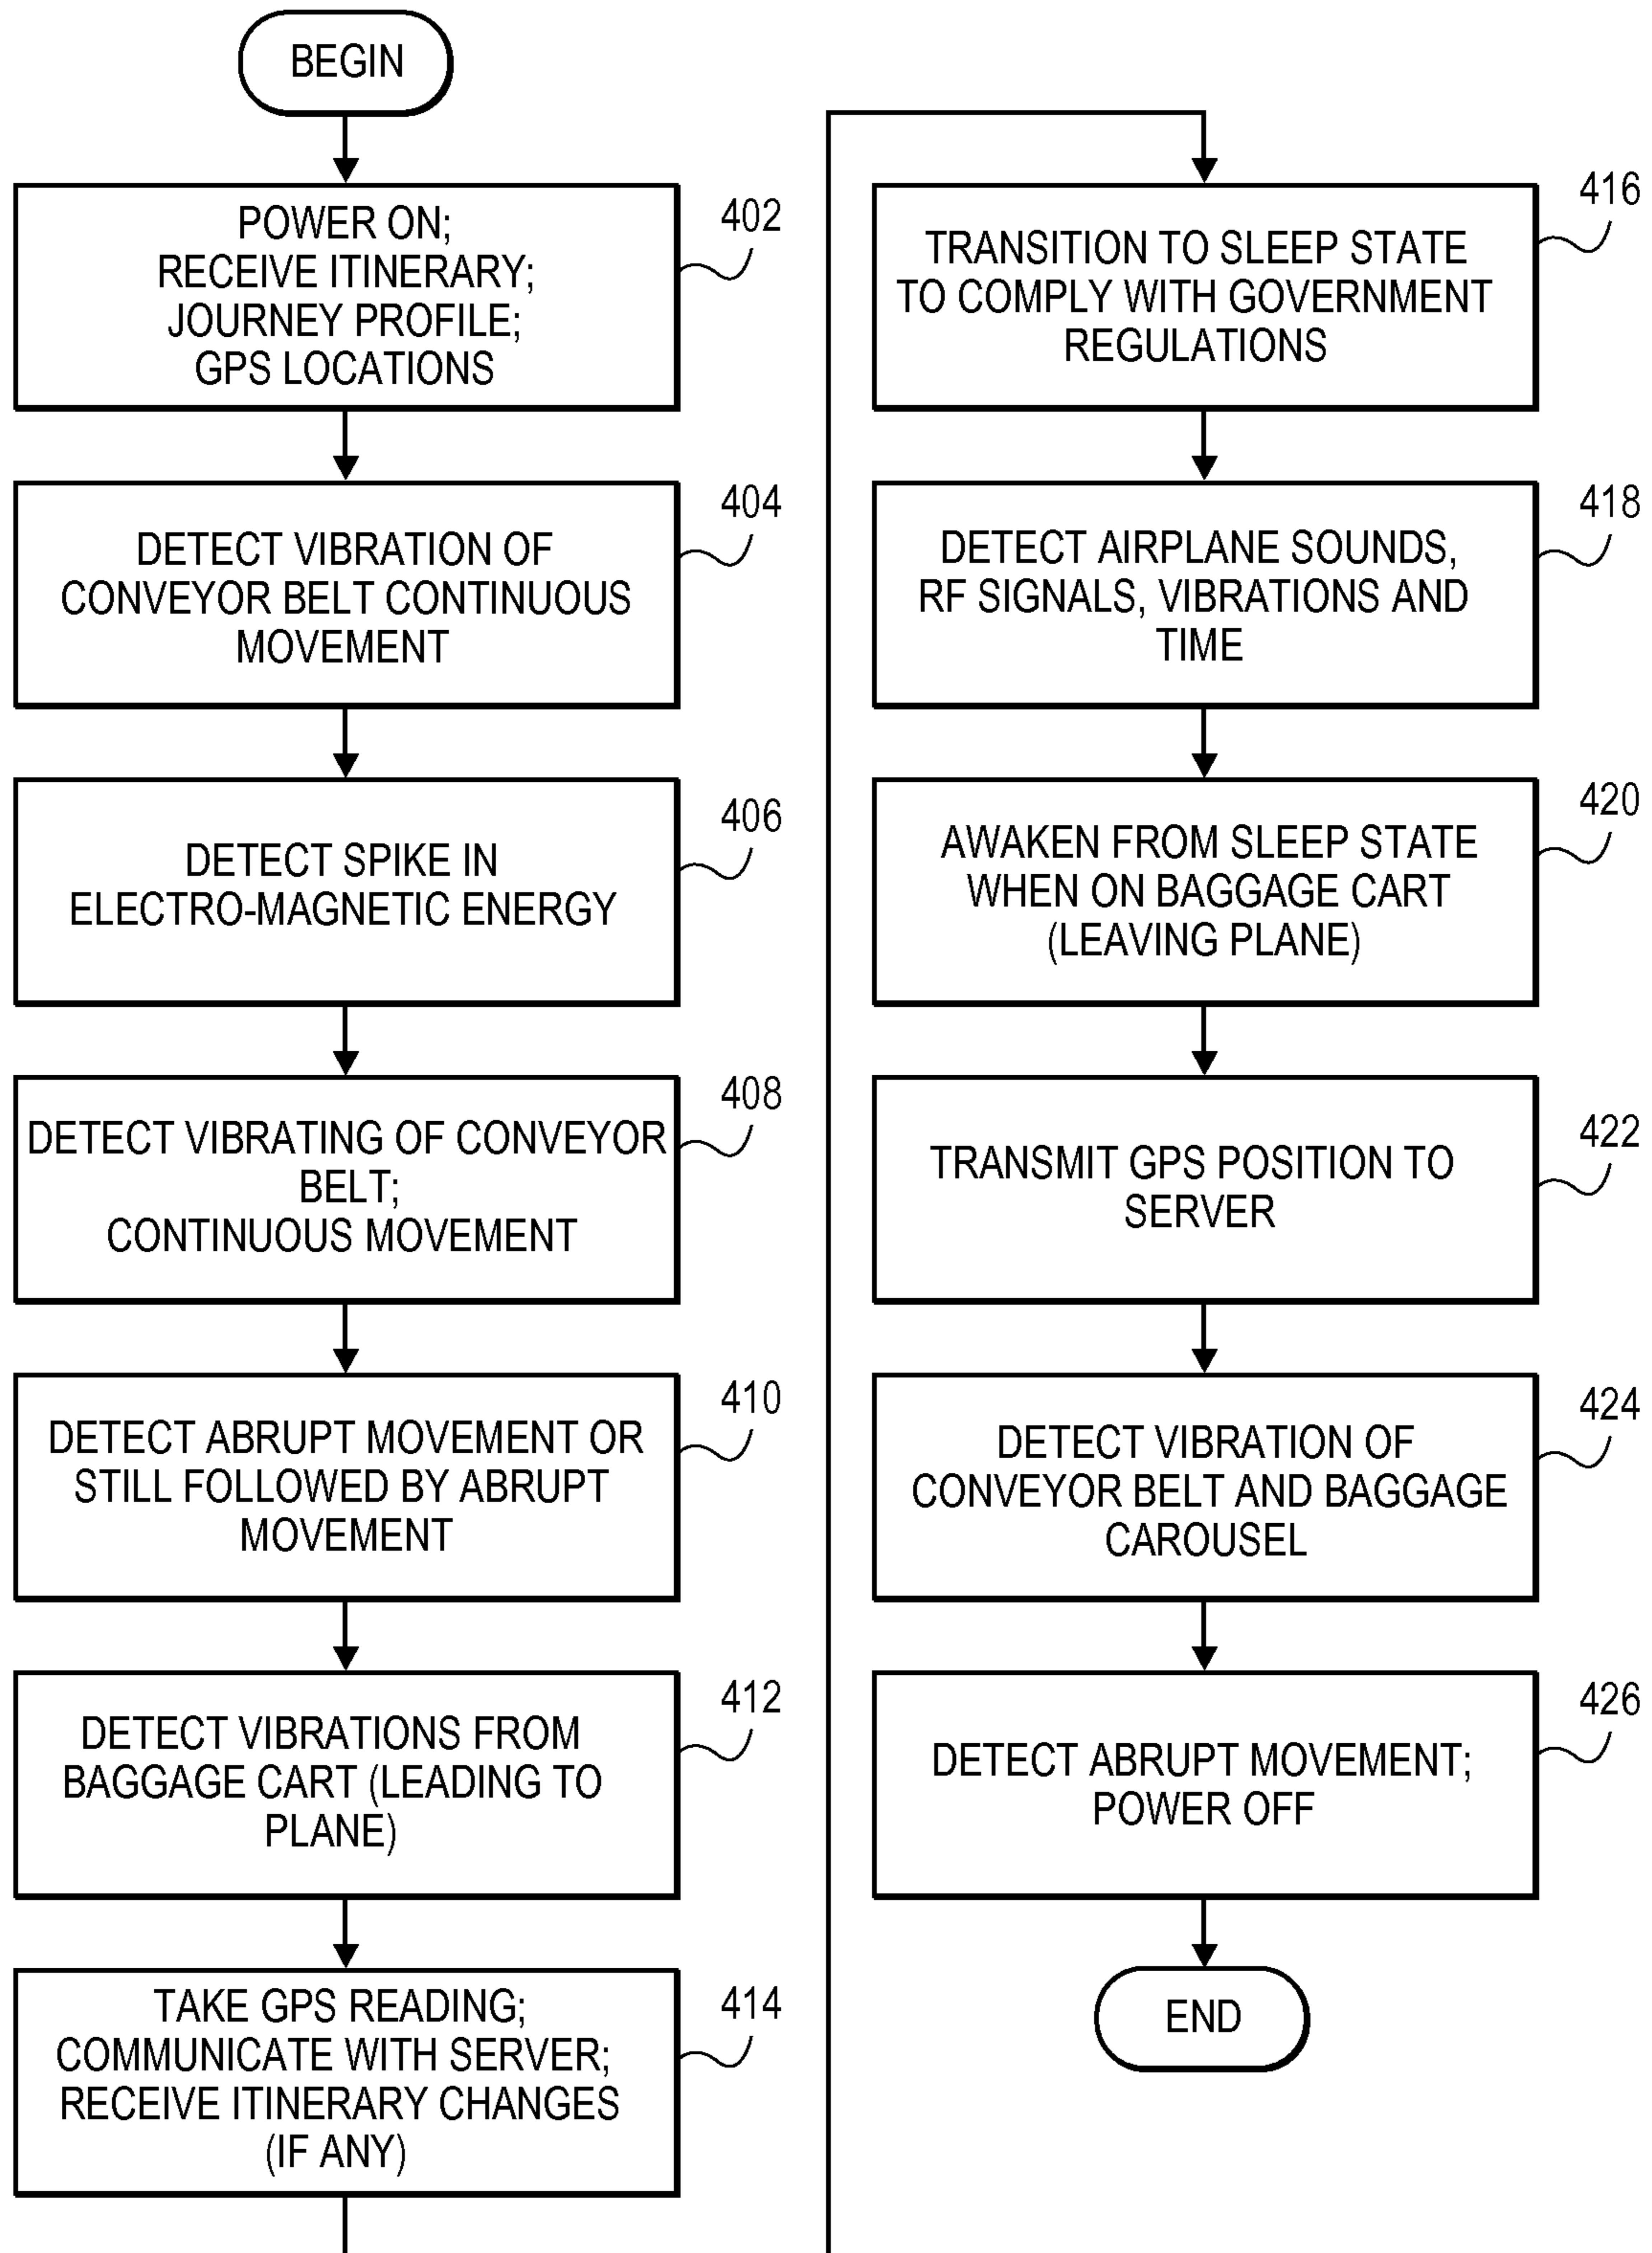 BEGIN
POWER ON;
RECEIVE ITINERARY;
JOURNEY PROFILE;
GPS LOCATIONS
402
DETECT VIBRATION OF
CONVEYOR BELT CONTINUOUS
MOVEMENT
404
DETECT SPIKE IN
ELECTRO-MAGNETIC ENERGY
406
DETECT VIBRATING OF CONVEYOR
BELT;
CONTINUOUS MOVEMENT
408
DETECT ABRUPT MOVEMENT OR
STILL FOLLOWED BY ABRUPT
MOVEMENT
410
DETECT VIBRATIONS FROM
BAGGAGE CART (LEADING TO
PLANE)
412
TAKE GPS READING;
COMMUNICATE WITH SERVER;
RECEIVE ITINERARY CHANGES
(IF ANY)
414
TRANSITION TO SLEEP STATE
TO COMPLY WITH GOVERNMENT
REGULATIONS
416
DETECT AIRPLANE SOUNDS,
RF SIGNALS, VIBRATIONS AND
TIME
418
AWAKEN FROM SLEEP STATE
WHEN ON BAGGAGE CART
(LEAVING PLANE)
420
TRANSMIT GPS POSITION TO
SERVER
422
DETECT VIBRATION OF
CONVEYOR BELT AND BAGGAGE
CAROUSEL
424
DETECT ABRUPT MOVEMENT;
POWER OFF
426
END